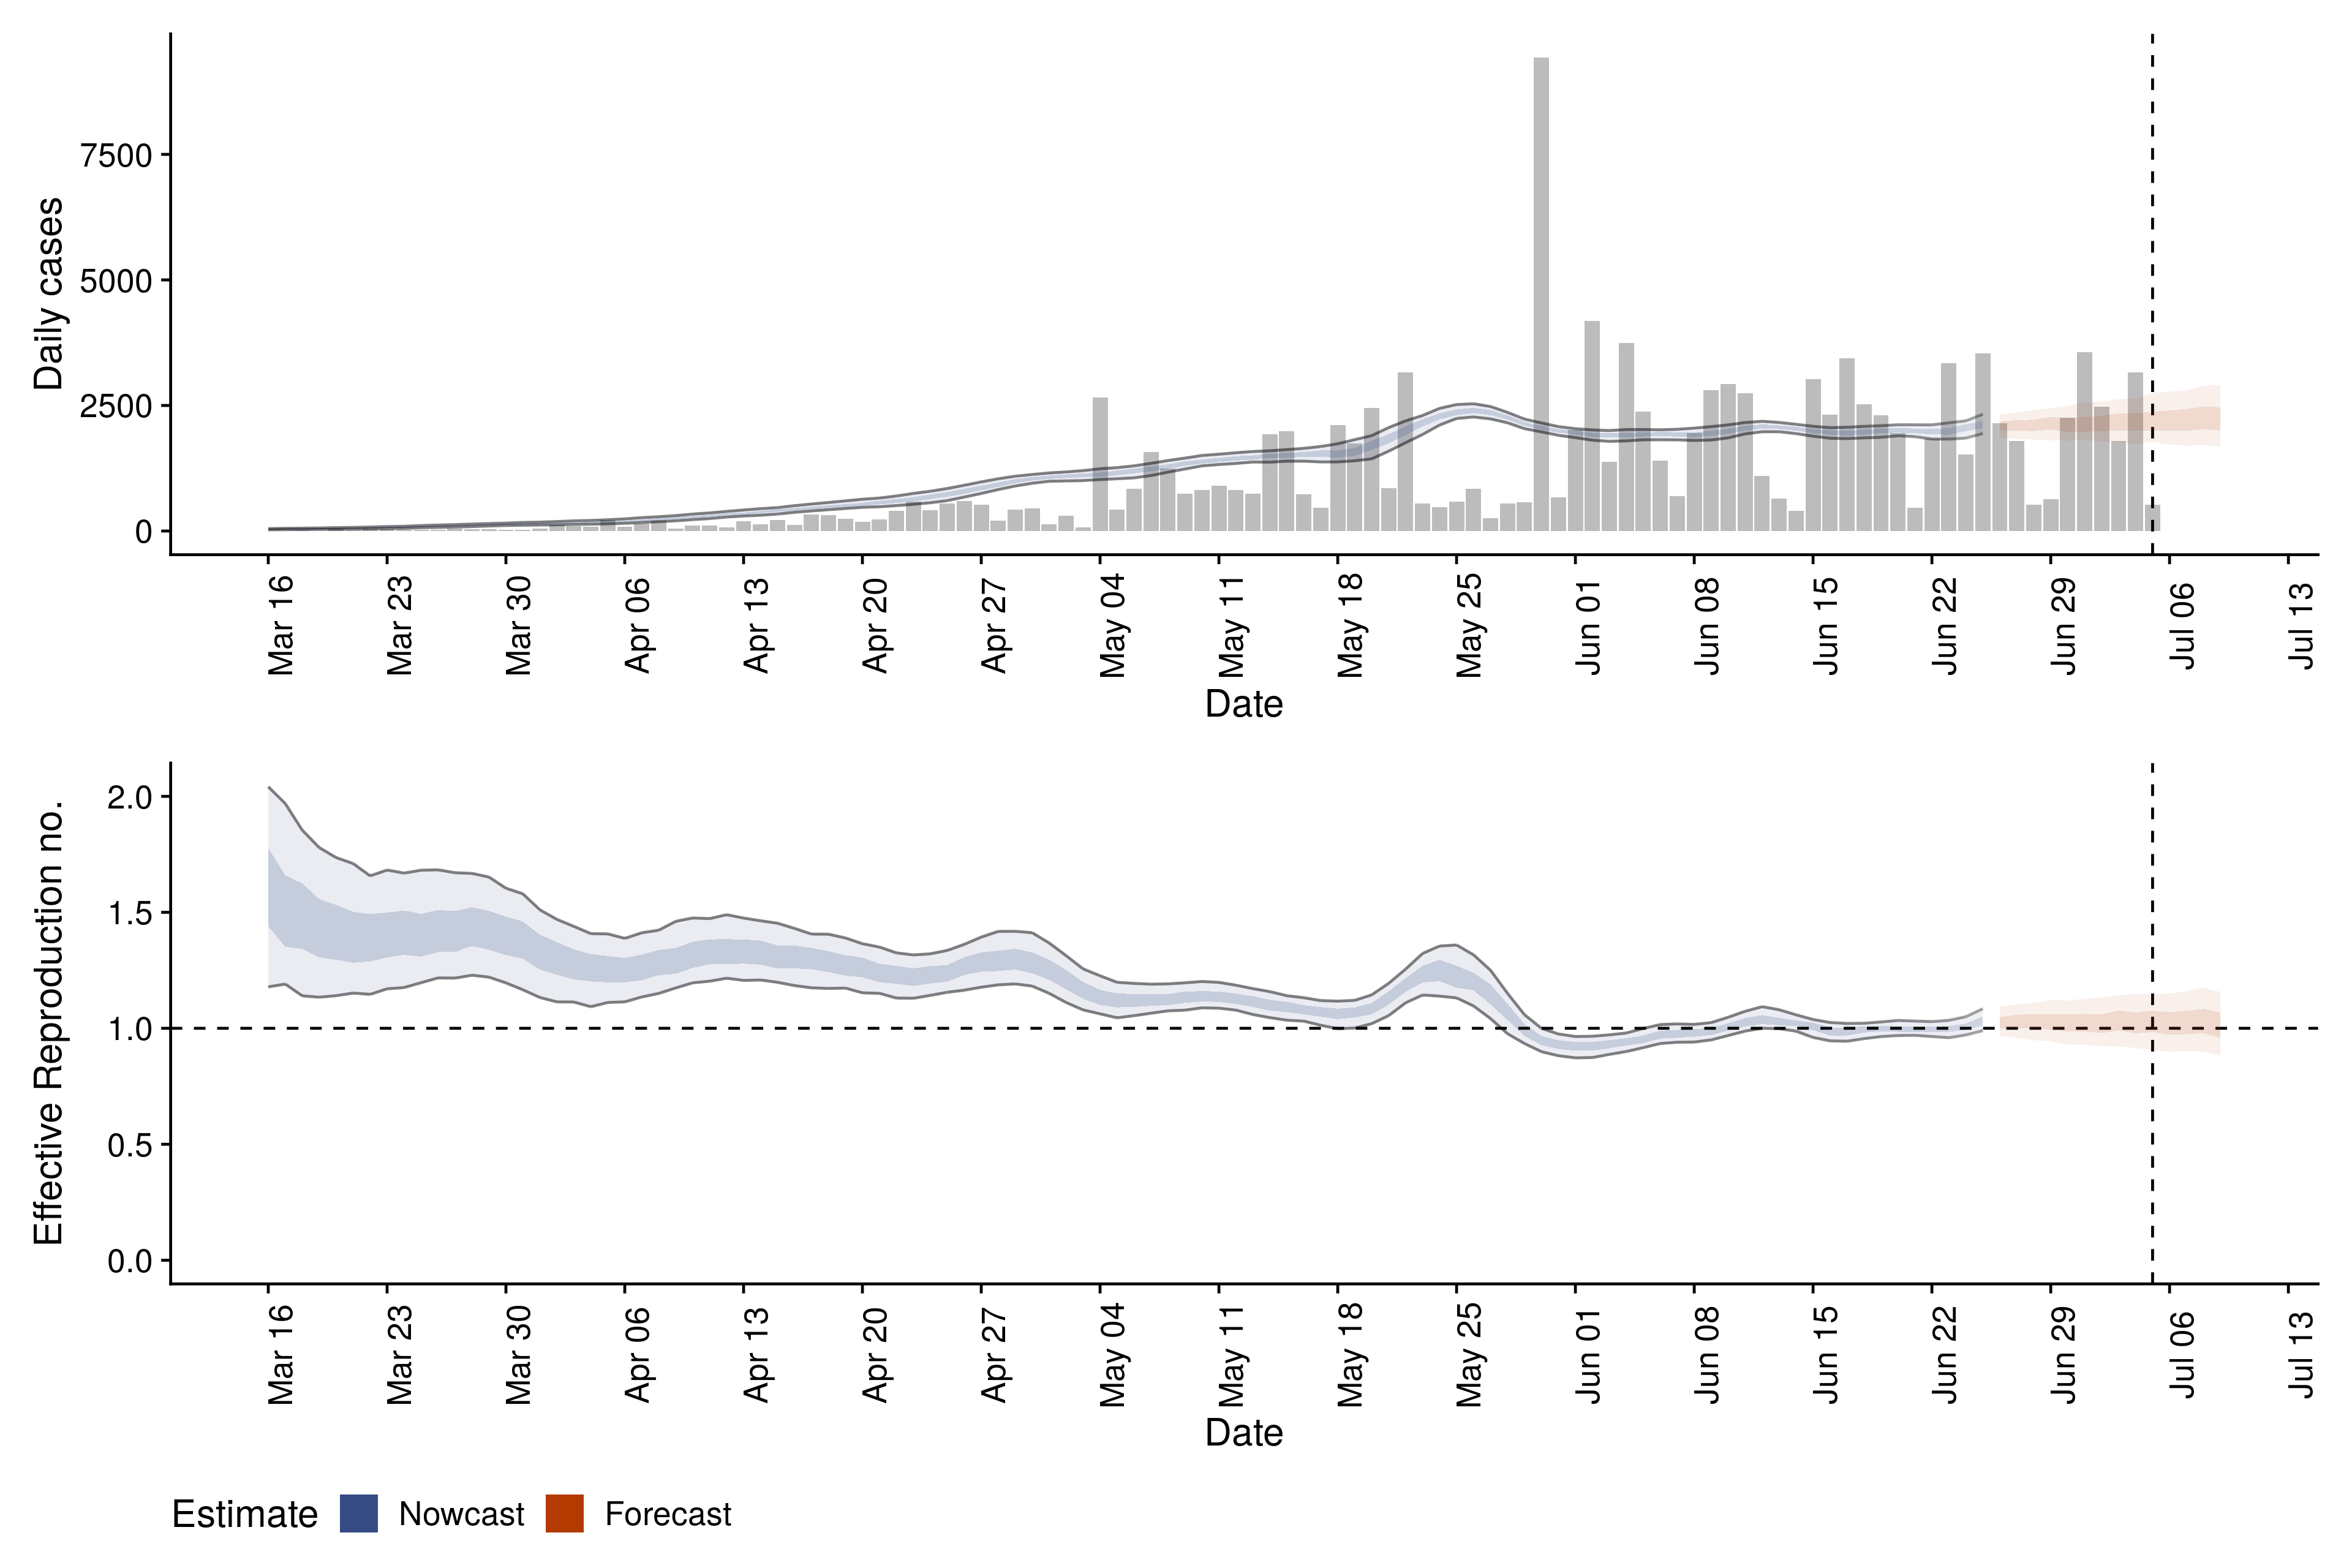 Daily cases
7500
5000
2500
0
Mar 16
Mar 23
Mar 30
Apr 06
Apr 13
Apr 20
Apr 27
May 04
May 11
May 18
May 25
Jun 01
Jun 08
Jun 15
Jun 22
Jun 29
Jul 06
Jul 13
Date
Effective Reproduction no.
2.0
1.5
1.0
0.5
0.0
Mar 16
Mar 23
Mar 30
Apr 06
Apr 13
Apr 20
Apr 27
May 04
May 11
May 18
May 25
Jun 01
Jun 08
Jun 15
Jun 22
Jun 29
Jul 06
Jul 13
Date
Estimate Nowcast Forecast